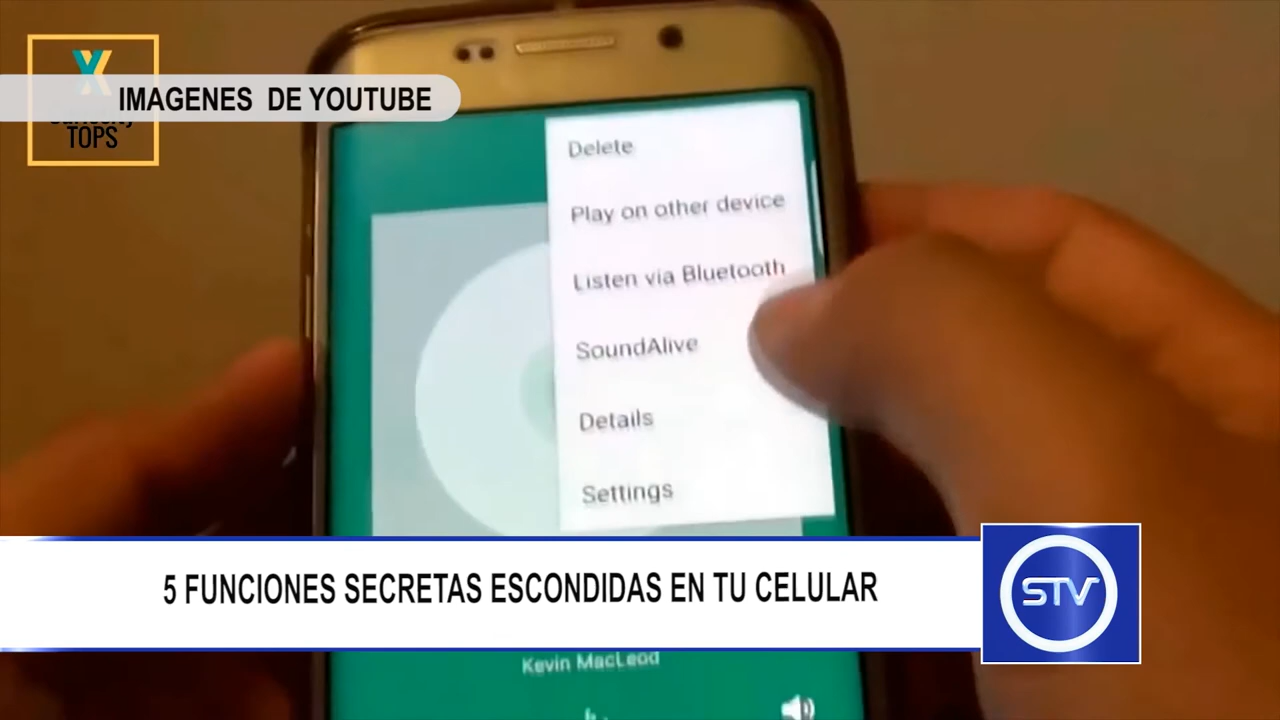 IMAGENES DE YOUTUBE
TOPS
Delete
Play on other device
Listen via Bluetooth
SoundAlive
Details
Settings
5 FUNCIONES SECRETAS ESCONDIDAS EN TU CELULAR
STV
Kevin MacLeod